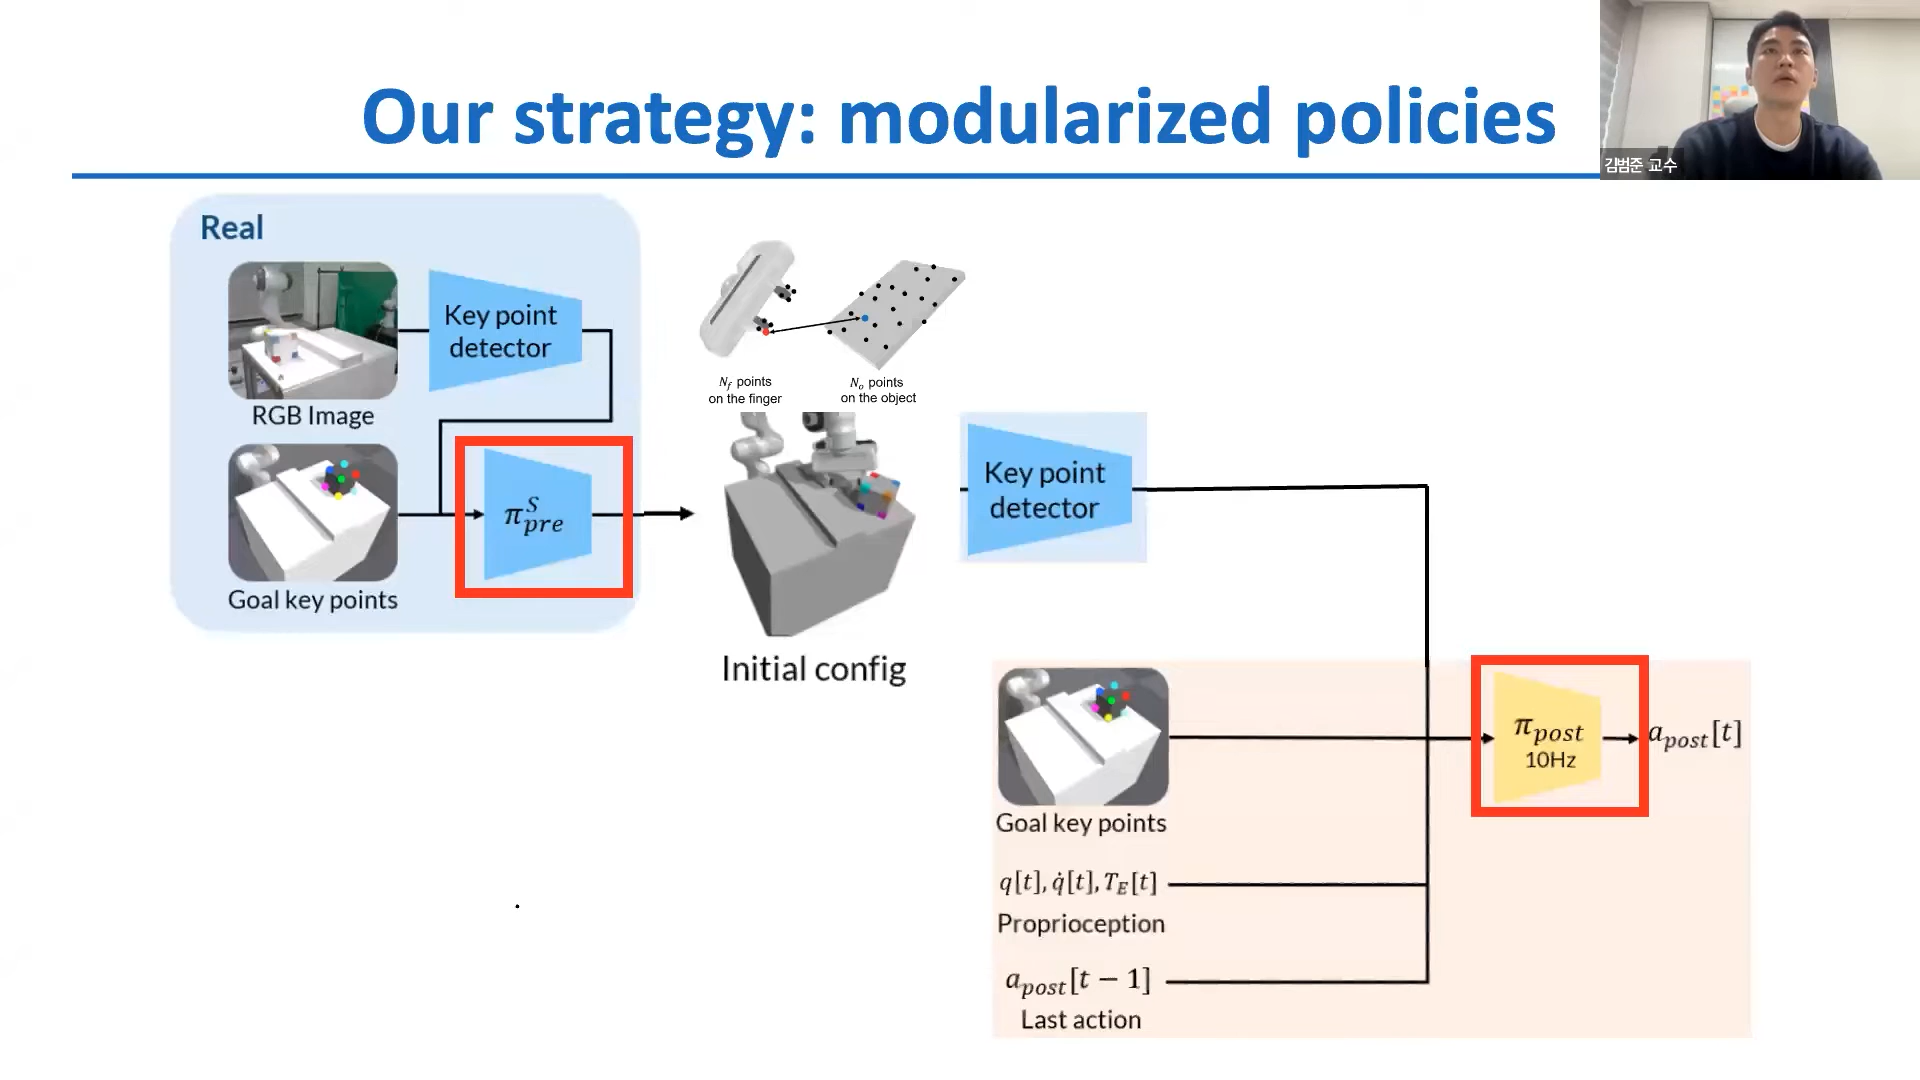 Our strategy: modularized policies
김범준 교수
Real
Key point
detector
RGB Image
Goal key points
π^S_pre
N_f points
on the finger
N_o points
on the object
Initial config
Key point
detector
Goal key points
q[t], q̇[t], T_E[t]
Proprioception
a_post[t − 1]
Last action
π_post
10Hz
a_post[t]